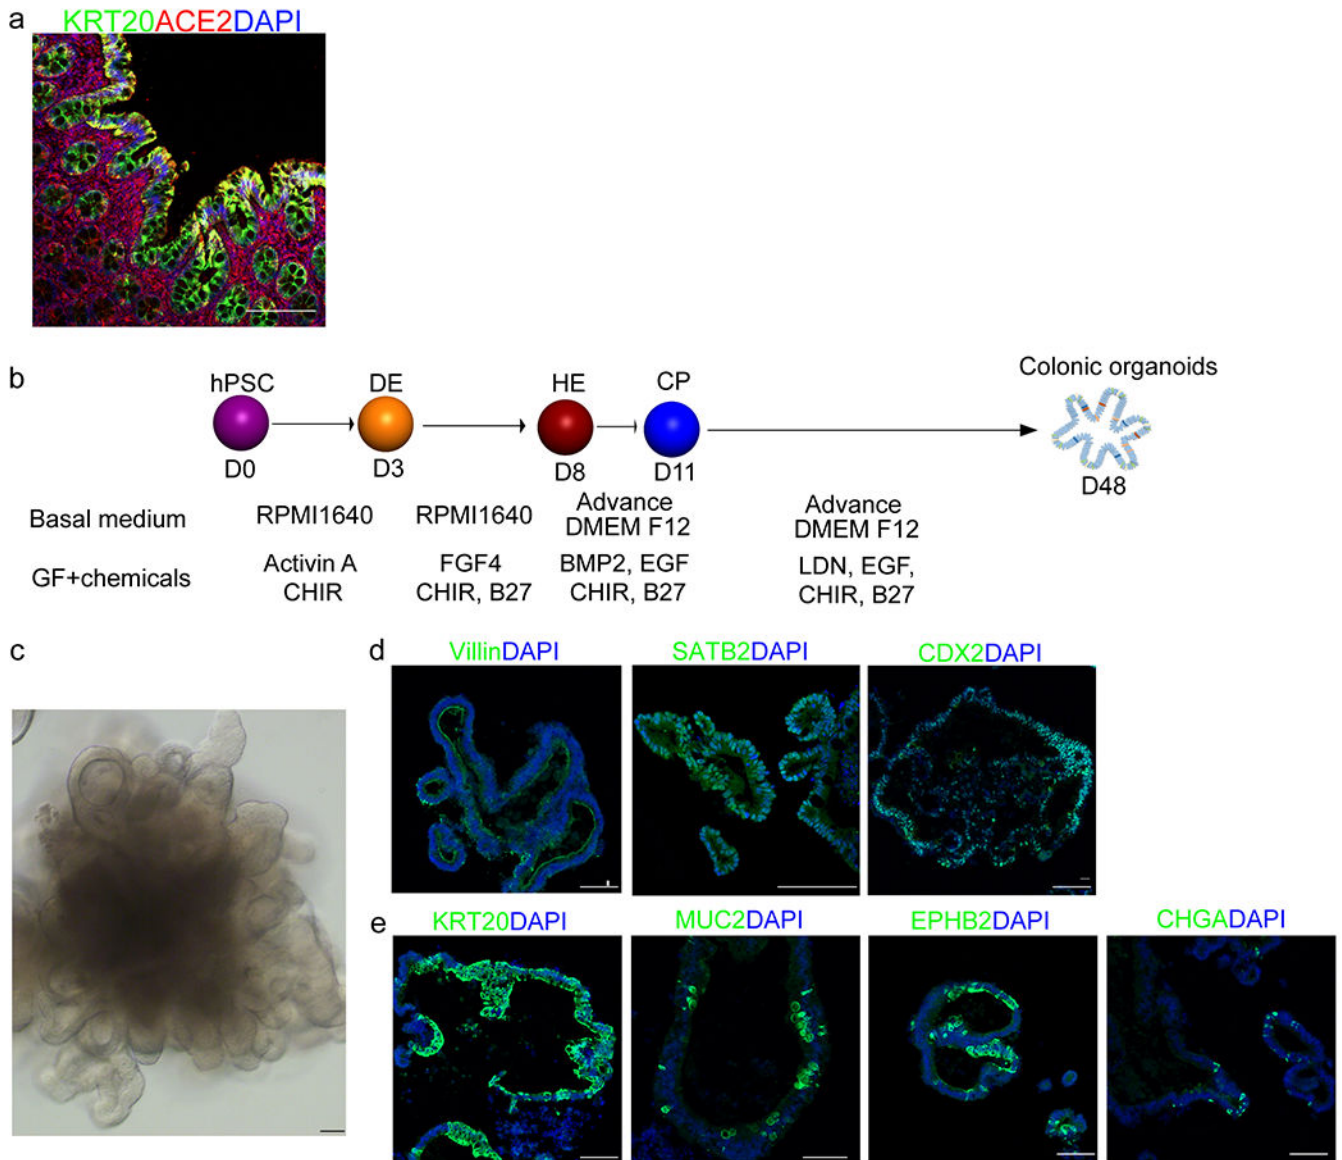 a
KRT20ACE2DAPI
b
hPSC
DE
HE
CP
Colonic organoids
D0
D3
D8
D11
D48
Basal medium
RPMI1640
RPMI1640
Advance
DMEM F12
Advance
DMEM F12
GF+chemicals
Activin A
CHIR
FGF4
CHIR, B27
BMP2, EGF
CHIR, B27
LDN, EGF,
CHIR, B27
c
d
VillinDAPI
SATB2DAPI
CDX2DAPI
e
KRT20DAPI
MUC2DAPI
EPHB2DAPI
CHGADAPI